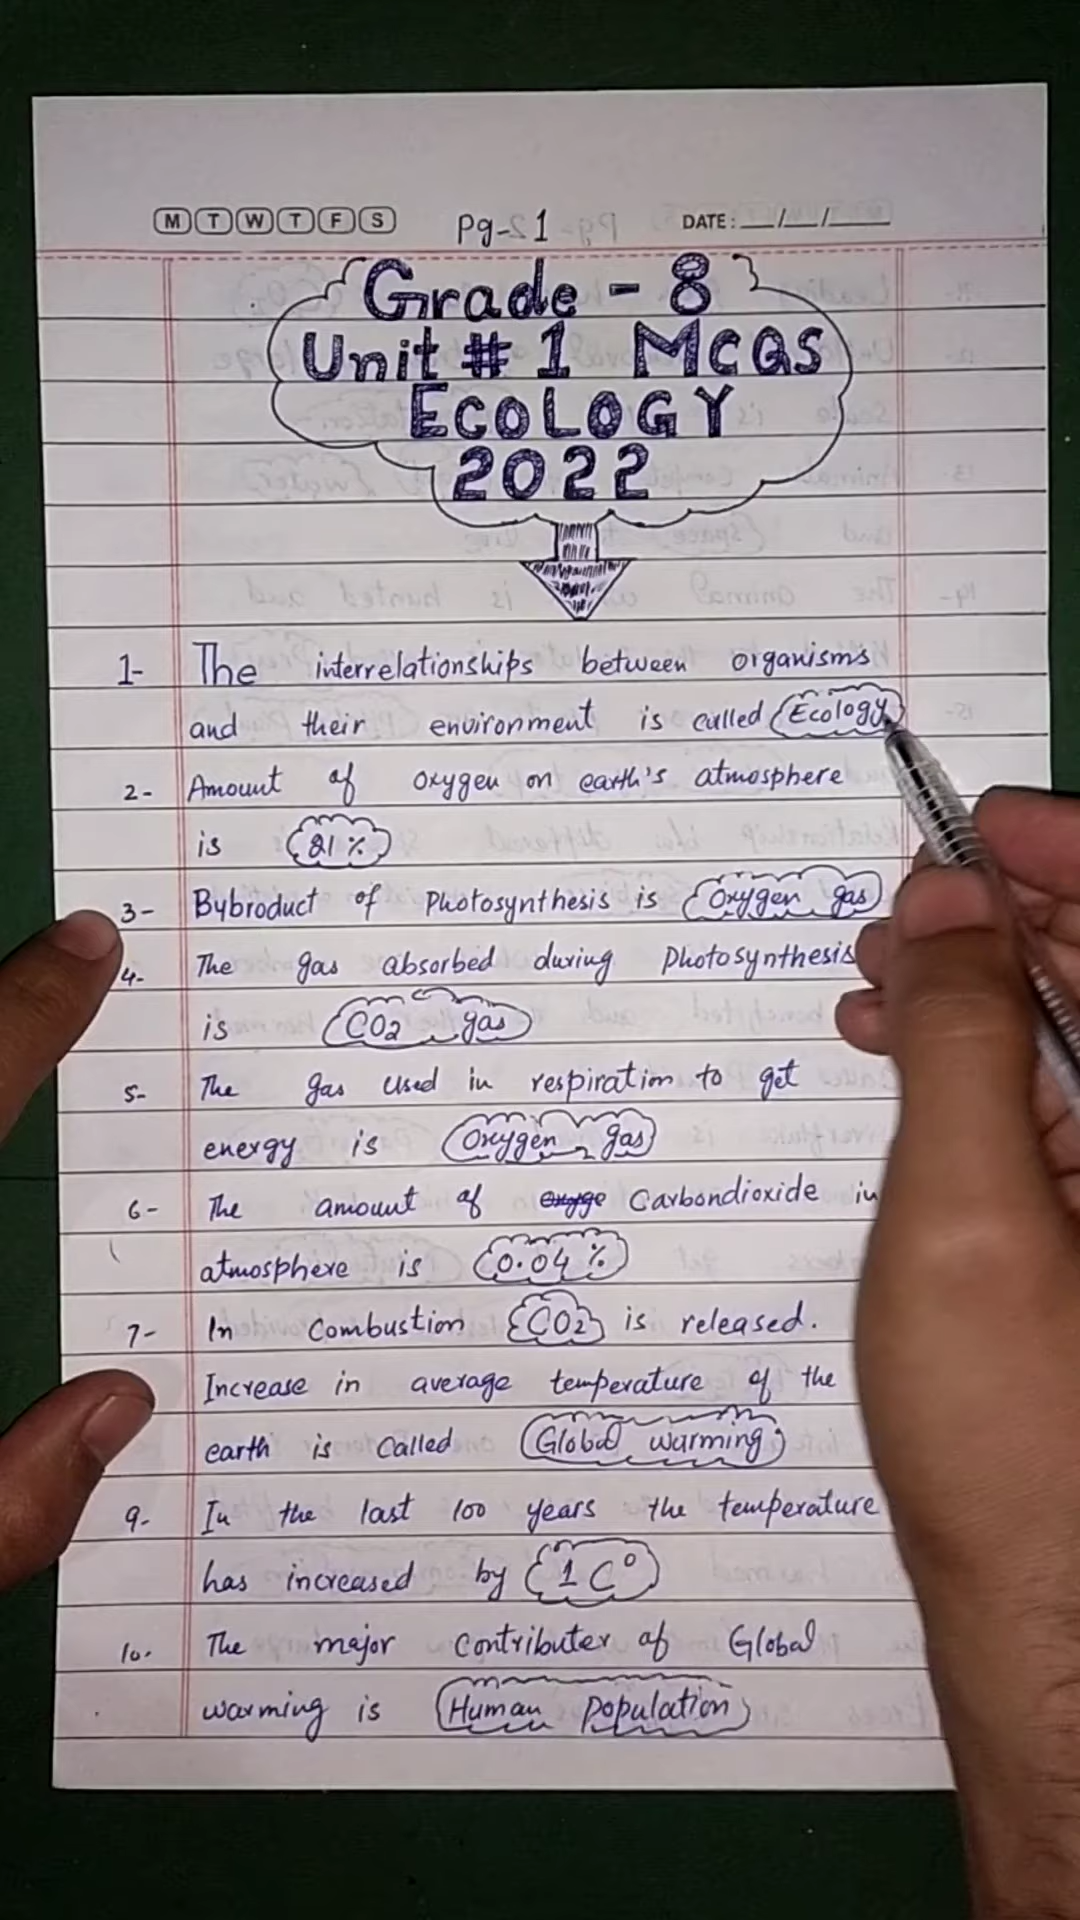 M T W T F S Pg-1 DATE: __/__/____
Grade - 8
Unit # 1 McQS
ECOLOGY
2022
1- The interrelationships between organisms
and their environment is called Ecology
2- Amount of oxygen on earth's atmosphere
is 21%
3- Bybroduct of Photosynthesis is Oxygen gas
4- The gas absorbed during Photosynthesis
is CO2 gas
5- The gas used in respiration to get
energy is Oxygen gas
6- The amount of Carbondioxide in
atmosphere is 0.04 %
7- In Combustion CO2 is released.
Increase in average temperature of the
earth is called Global warming
9- In the last 100 years the temperature
has increased by 1 C°
10. The major Contributer of Global
warming is Human Population